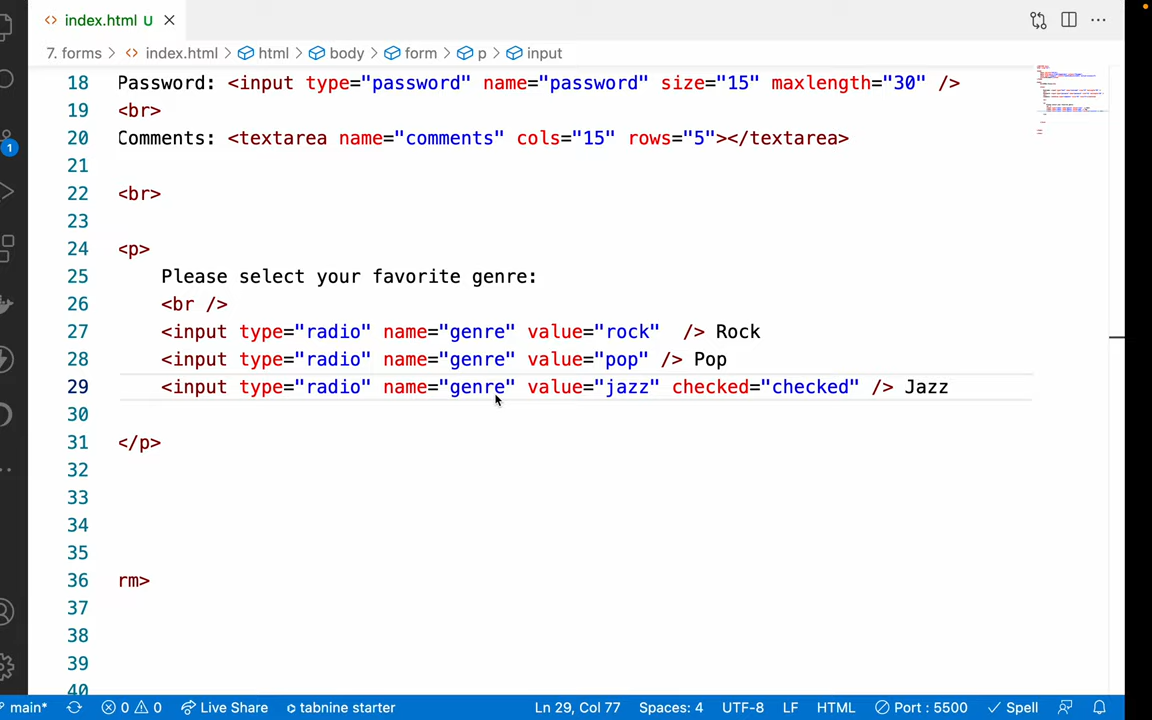 index.html U
7. forms > index.html > html > body > form > p > input
18 Password: <input type="password" name="password" size="15" maxlength="30" />
19 <br>
20 Comments: <textarea name="comments" cols="15" rows="5"></textarea>
21
22 <br>
23
24 <p>
25 Please select your favorite genre:
26 <br />
27 <input type="radio" name="genre" value="rock"  /> Rock
28 <input type="radio" name="genre" value="pop" /> Pop
29 <input type="radio" name="genre" value="jazz" checked="checked" /> Jazz
30
31 </p>
32
33
34
35
36 rm>
37
38
39
40
1
main* 0 0 Live Share tabnine starter Ln 29, Col 77 Spaces: 4 UTF-8 LF HTML Port : 5500 Spell